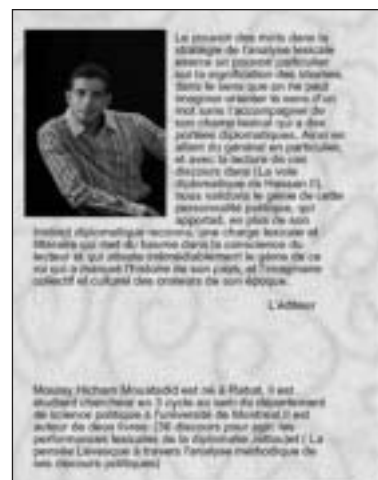 Le pouvoir des mots dans la
stratégie de l'analyse lexicale
exerce un pouvoir particulier
sur la signification des
dans le sens que on ne peut
imaginer orienter le sens d'un
mot sans l'accompagner de
son champ lexical qui a des
portées diplomatiques. Ainsi en
allant du général en particulier,
et avec la lecture de ces
discours dans (La voie
diplomatique de Hassan II),
nous validons le génie de cette
personnalité politique, qui
apportait, en plus de son
instinct diplomatique reconnu, une charge lexicale et
littéraire qui met du baume dans la conscience du
lecteur et qui atteste irrémédiablement le génie de ce
roi qui a marqué l'histoire de son pays, et l'imaginaire
collectif et culturel des orateurs de son époque.
L'éditeur
Moulay Hicham Mouatadid est né à Rabat, il est
étudiant chercheur en 3 cycle au sein du département
de science politique à l'université de Montréal,il est
auteur de deux livres: (36 discours pour agir: les
performances lexicales de la diplomatie / La
pensée Lévesque à travers l'analyse méthodique de
ses discours politiques)